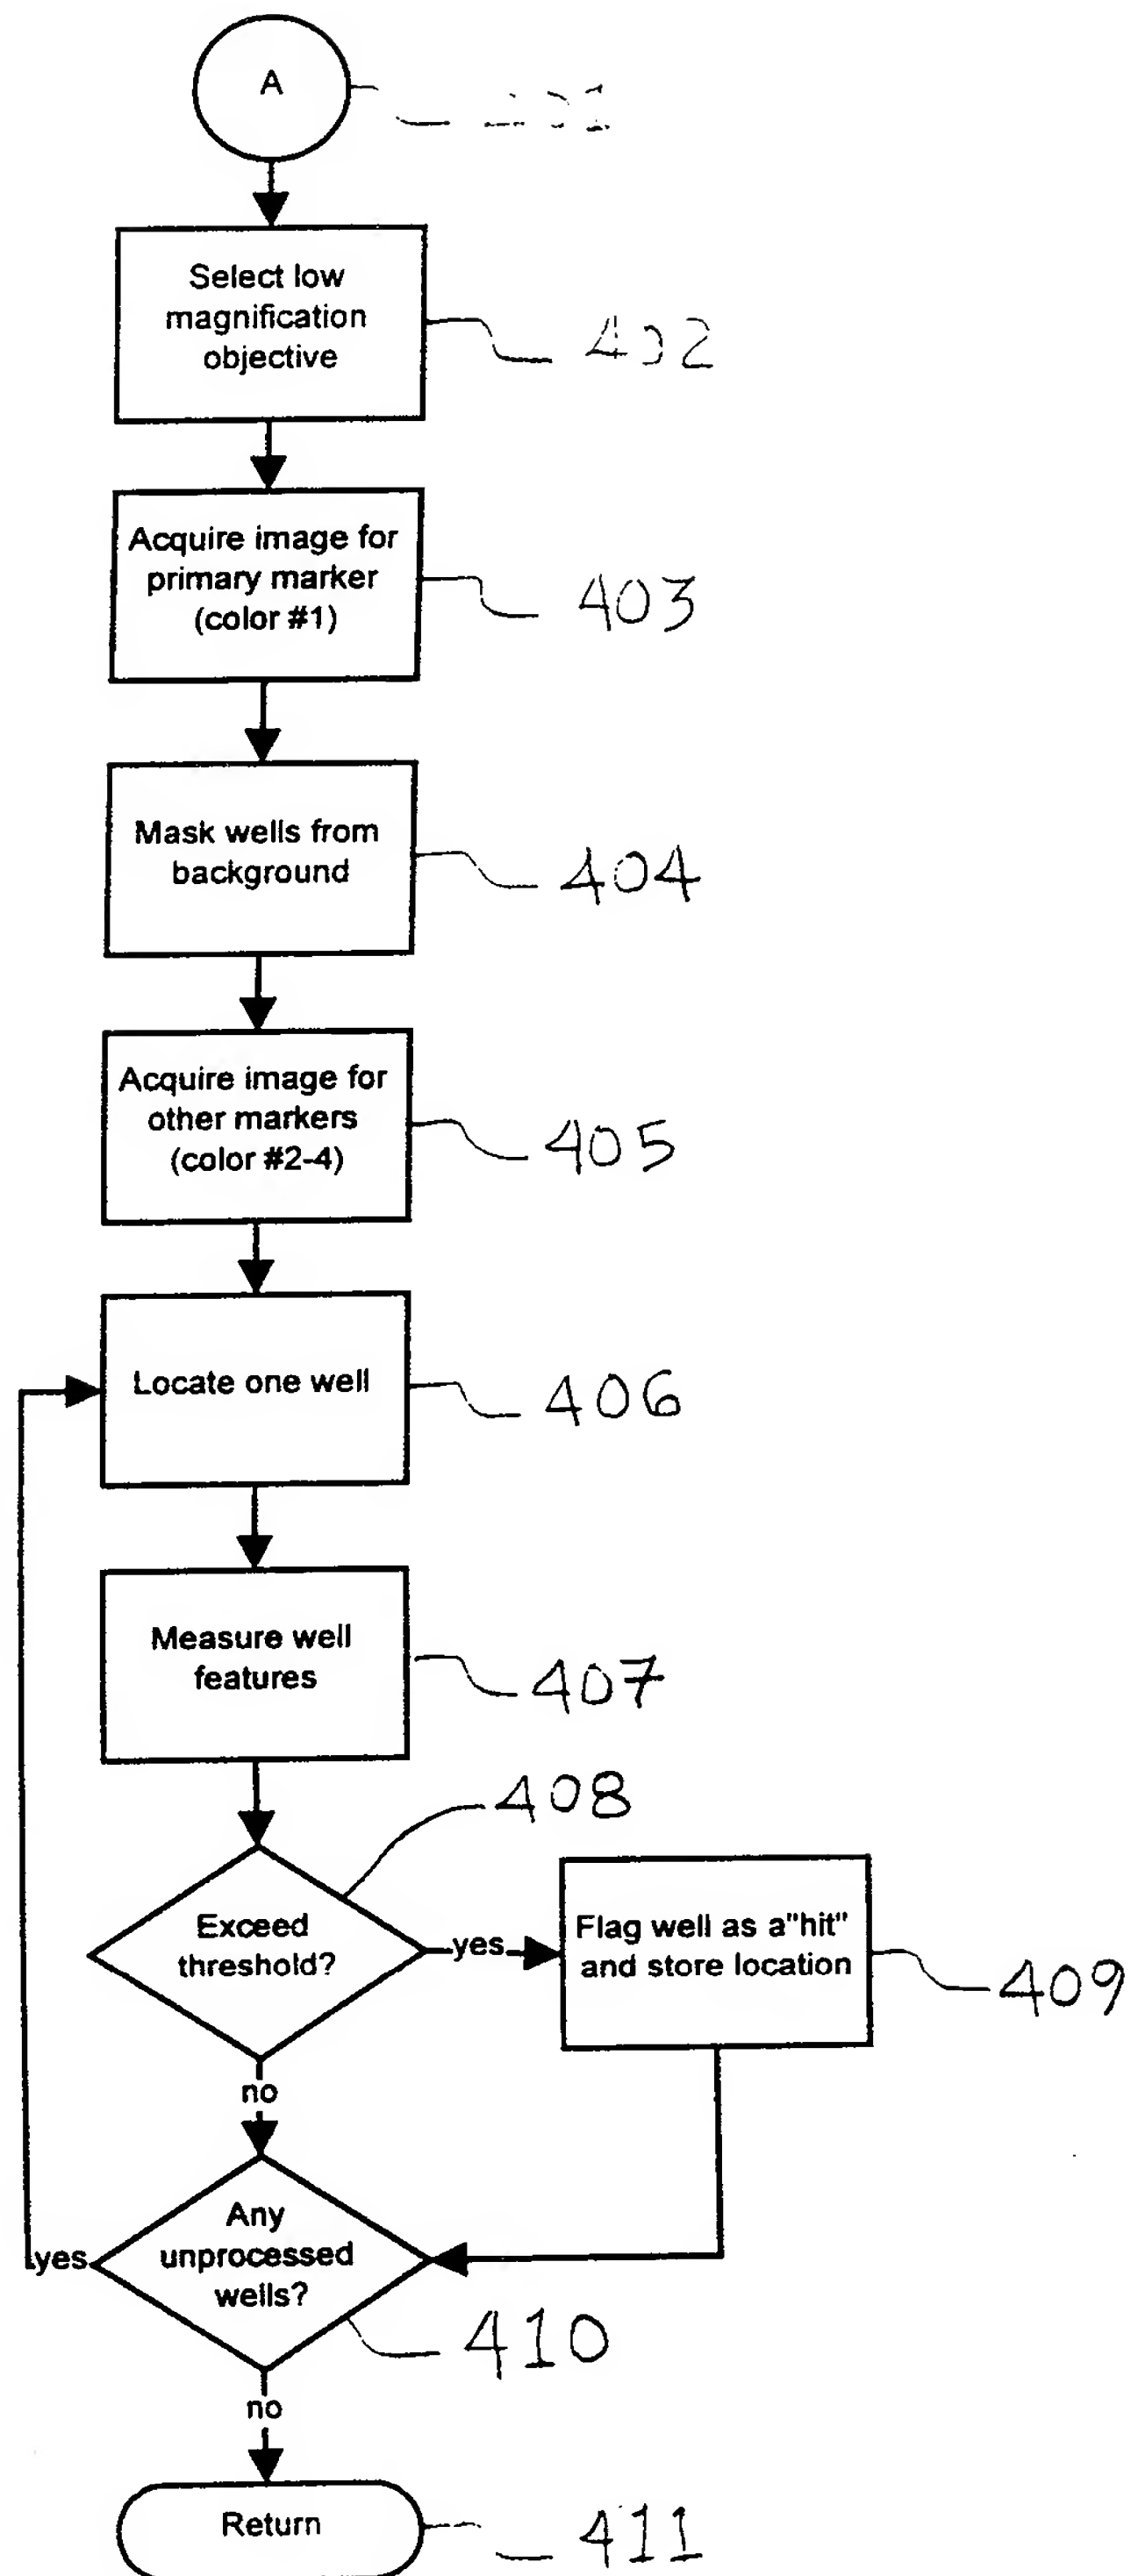 A
Select low
magnification
objective
402
Acquire image for
primary marker
(color #1)
403
Mask wells from
background
404
Acquire image for
other markers
(color #2-4)
405
Locate one well
406
Measure well
features
407
408
Exceed
threshold?
yes
Flag well as a"hit"
and store location
409
no
Any
unprocessed
wells?
yes
410
no
Return
411